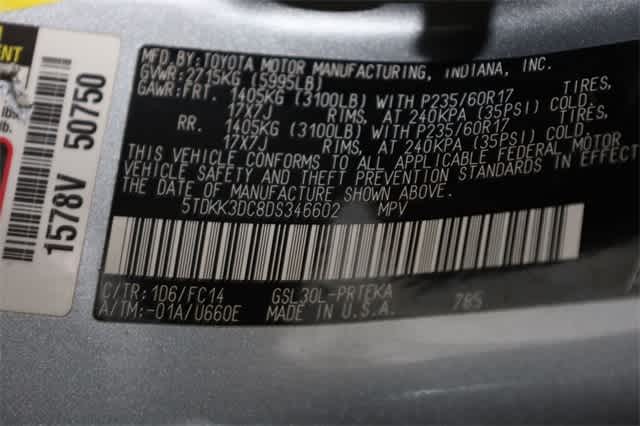 MFD. BY: TOYOTA MOTOR MANUFACTURING, INDIANA, INC.
GVWR: 2715KG (5995LB)
GAWR: FRT. 1405KG (3100LB) WITH P235/60R17 TIRES,
17X7J RIMS, AT 240KPA (35PSI) COLD.
RR. 1405KG (3100LB) WITH P235/60R17 TIRES,
17X7J RIMS, AT 240KPA (35PSI) COLD.
THIS VEHICLE CONFORMS TO ALL APPLICABLE FEDERAL MOTOR
VEHICLE SAFETY AND THEFT PREVENTION STANDARDS IN EFFECT
ON THE DATE OF MANUFACTURE SHOWN ABOVE.
5TDKK3DC8DS346602 MPV
C/TR: 1D6/FC14 GSL30L-PRTEKA 785
A/TM:-01A/U660E MADE IN U.S.A.
1578V 50750
lb.